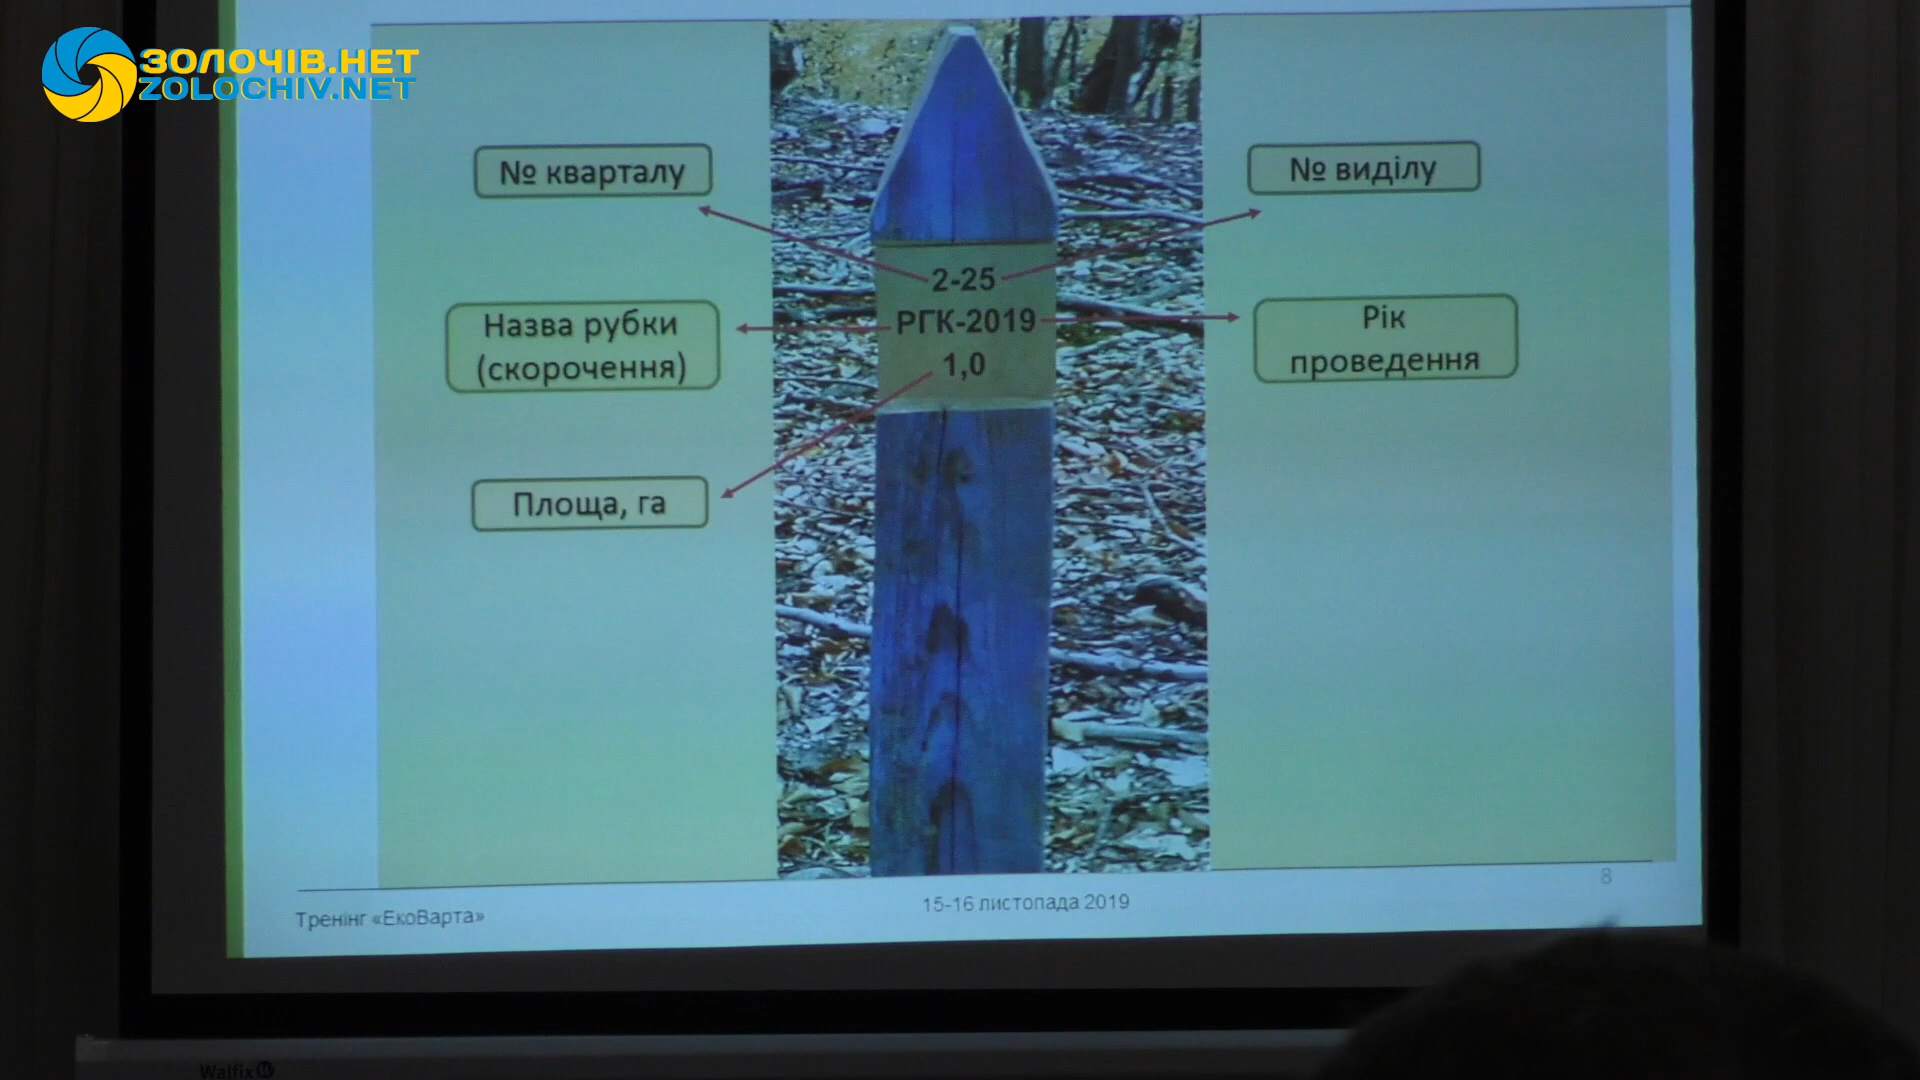 ЗОЛОЧІВ.НЕТ
ZOLOCHIV.NET
№ кварталу
№ виділу
2-25
Назва рубки
(скорочення)
РГК-2019
Рік
проведення
1,0
Площа, га
8
15-16 листопада 2019
Тренінг «ЕкоВарта»
Walfix